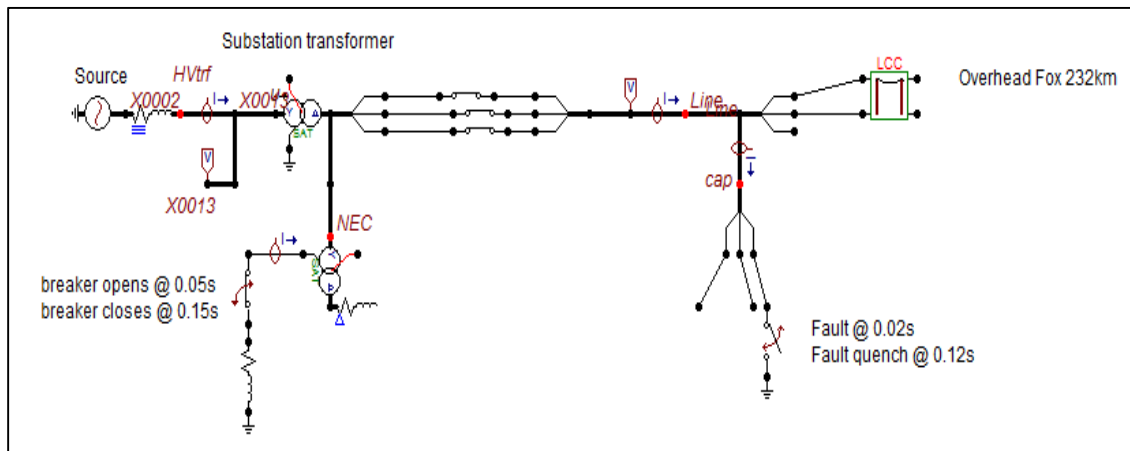 Substation transformer
Source
HVtrf
X0002
I
X0013
U
Y
SAT
V
X0013
NEC
I
Y
SAT
breaker opens @ 0.05s
breaker closes @ 0.15s
V
I
Line
Line
I
cap
LCC
Overhead Fox 232km
Fault @ 0.02s
Fault quench @ 0.12s